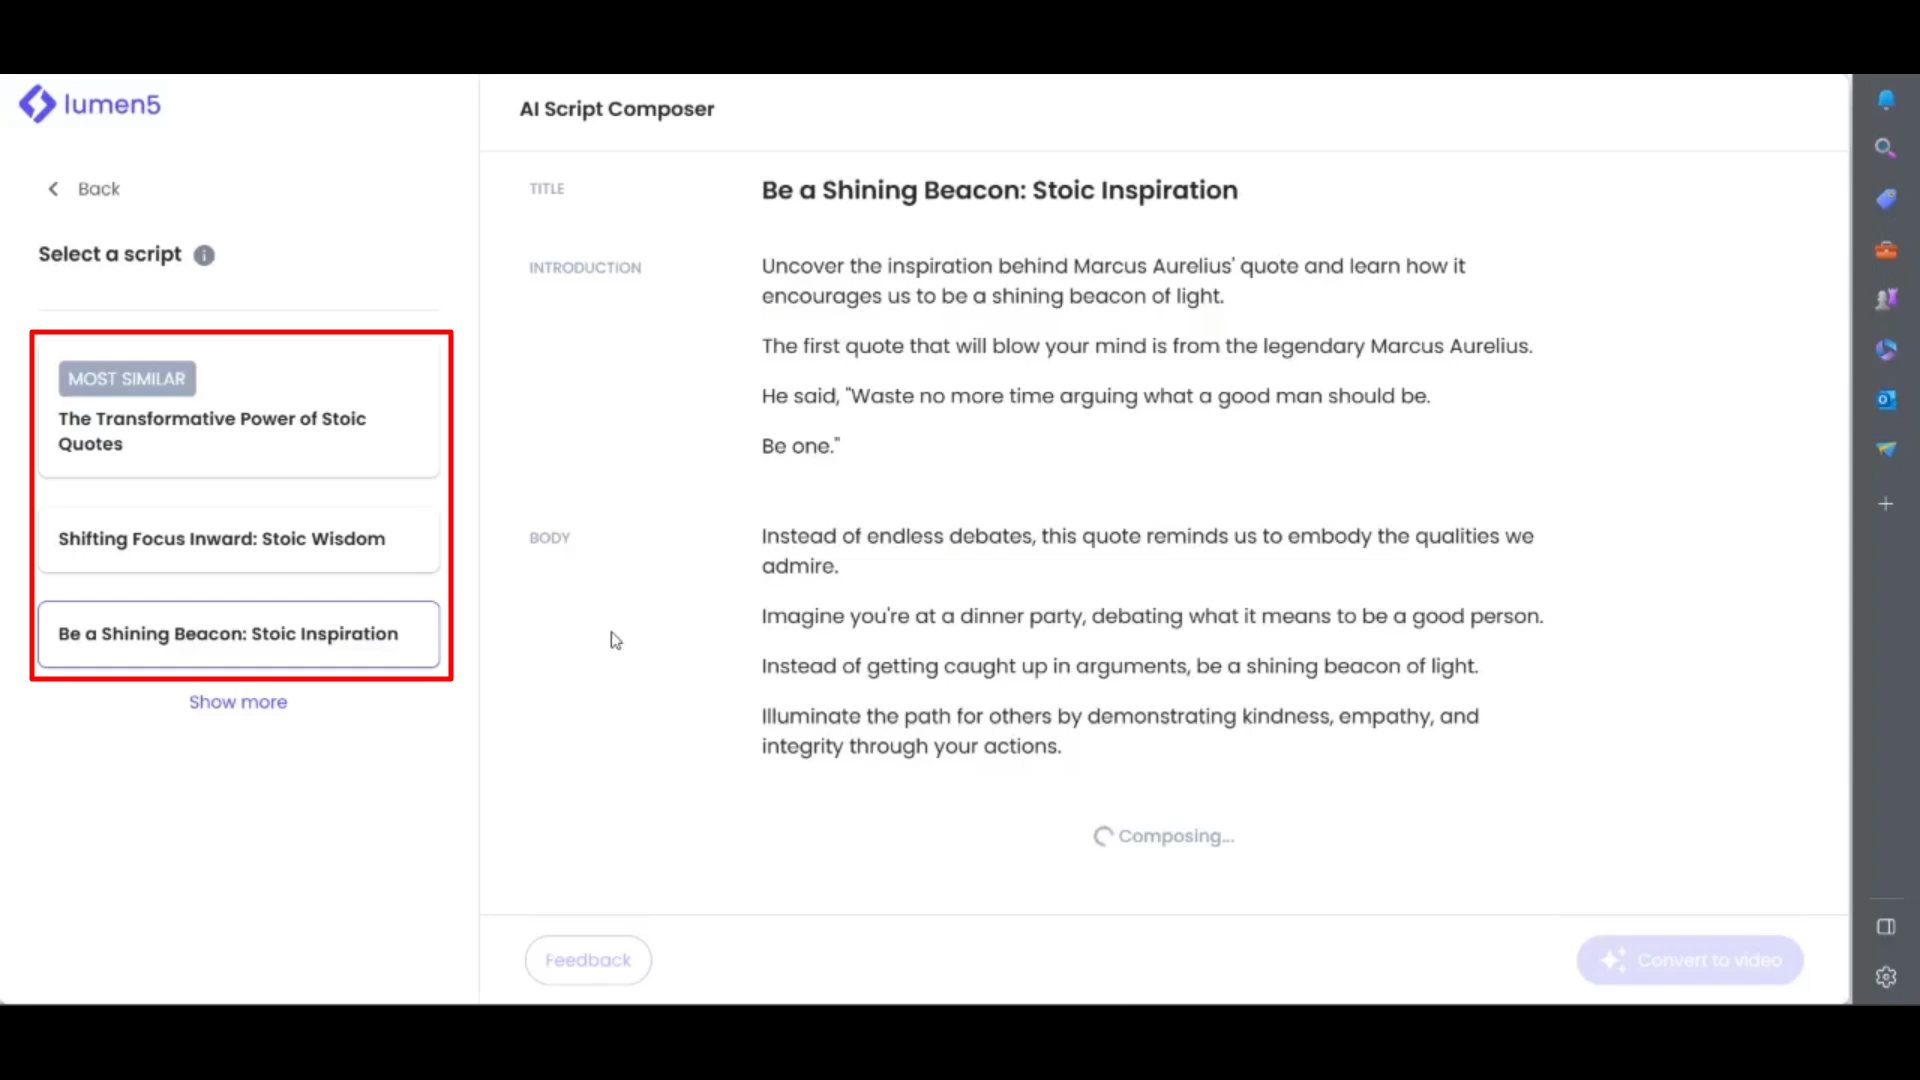 lumen5
Back
Select a script
MOST SIMILAR
The Transformative Power of Stoic
Quotes
Shifting Focus Inward: Stoic Wisdom
Be a Shining Beacon: Stoic Inspiration
Show more
AI Script Composer
TITLE
Be a Shining Beacon: Stoic Inspiration
INTRODUCTION
Uncover the inspiration behind Marcus Aurelius' quote and learn how it
encourages us to be a shining beacon of light.
The first quote that will blow your mind is from the legendary Marcus Aurelius.
He said, "Waste no more time arguing what a good man should be.
Be one."
BODY
Instead of endless debates, this quote reminds us to embody the qualities we
admire.
Imagine you're at a dinner party, debating what it means to be a good person.
Instead of getting caught up in arguments, be a shining beacon of light.
Illuminate the path for others by demonstrating kindness, empathy, and
integrity through your actions.
Composing...
Feedback
Convert to video